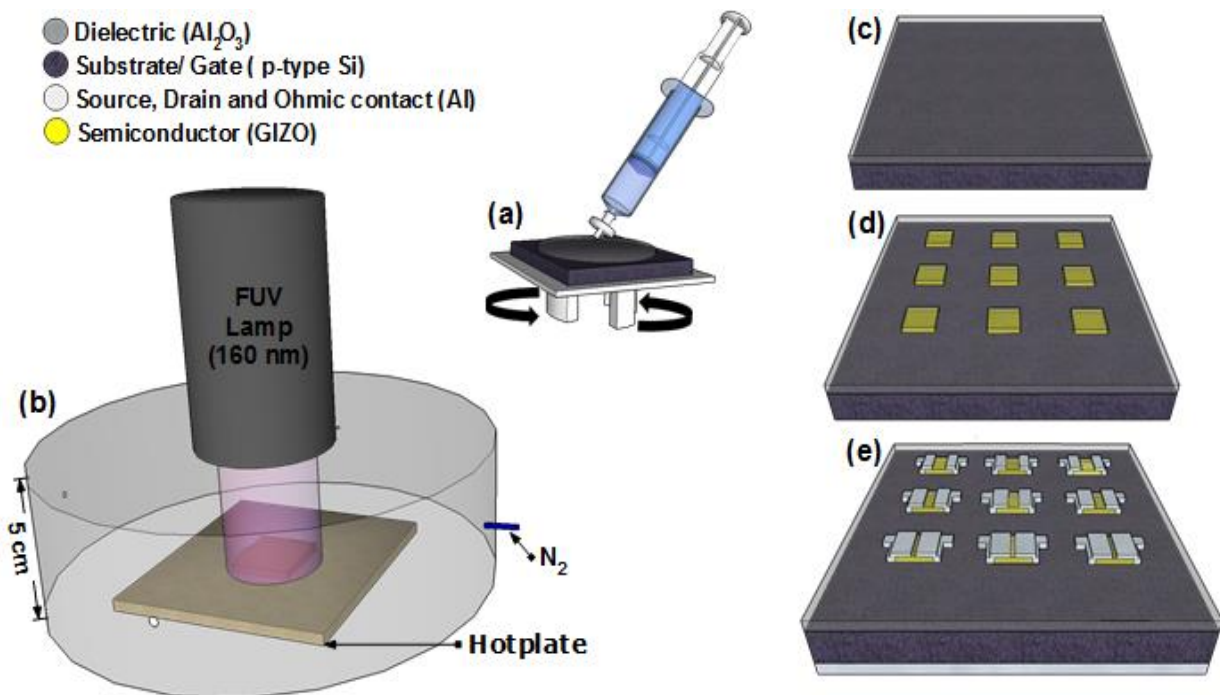 Dielectric (Al₂O₃)
Substrate/ Gate ( p-type Si)
Source, Drain and Ohmic contact (Al)
Semiconductor (GIZO)
(a)
(b)
FUV
Lamp
(160 nm)
5 cm
N₂
Hotplate
(c)
(d)
(e)